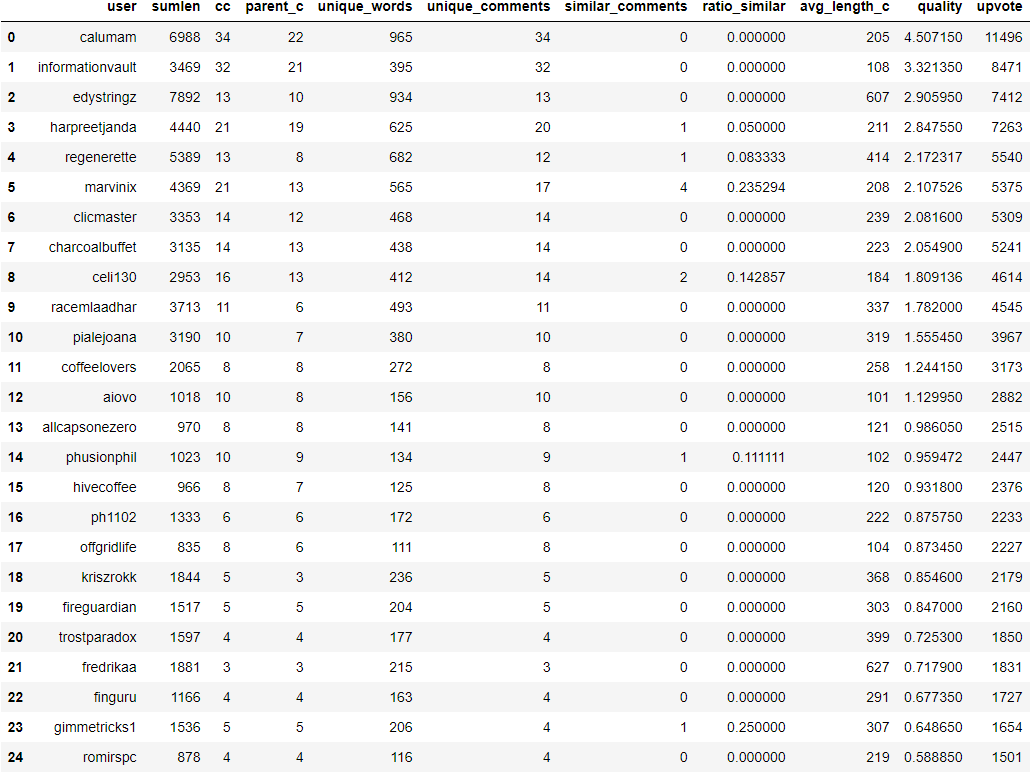 user sumlen cc parent_c unique_words unique_comments similar_comments ratio_similar avg_length_c quality upvote
0 calumam 6988 34 22 965 34 0 0.000000 205 4.507150 11496
1 informationvault 3469 32 21 395 32 0 0.000000 108 3.321350 8471
2 edystringz 7892 13 10 934 13 0 0.000000 607 2.905950 7412
3 harpreetjanda 4440 21 19 625 20 1 0.050000 211 2.847550 7263
4 regenerette 5389 13 8 682 12 1 0.083333 414 2.172317 5540
5 marvinix 4369 21 13 565 17 4 0.235294 208 2.107526 5375
6 clicmaster 3353 14 12 468 14 0 0.000000 239 2.081600 5309
7 charcoalbuffet 3135 14 13 438 14 0 0.000000 223 2.054900 5241
8 celi130 2953 16 13 412 14 2 0.142857 184 1.809136 4614
9 racemlaadhar 3713 11 6 493 11 0 0.000000 337 1.782000 4545
10 pialejoana 3190 10 7 380 10 0 0.000000 319 1.555450 3967
11 coffeelovers 2065 8 8 272 8 0 0.000000 258 1.244150 3173
12 aiovo 1018 10 8 156 10 0 0.000000 101 1.129950 2882
13 allcapsonezero 970 8 8 141 8 0 0.000000 121 0.986050 2515
14 phusionphil 1023 10 9 134 9 1 0.111111 102 0.959472 2447
15 hivecoffee 966 8 7 125 8 0 0.000000 120 0.931800 2376
16 ph1102 1333 6 6 172 6 0 0.000000 222 0.875750 2233
17 offgridlife 835 8 6 111 8 0 0.000000 104 0.873450 2227
18 kriszrokk 1844 5 3 236 5 0 0.000000 368 0.854600 2179
19 fireguardian 1517 5 5 204 5 0 0.000000 303 0.847000 2160
20 trostparadox 1597 4 4 177 4 0 0.000000 399 0.725300 1850
21 fredrikaa 1881 3 3 215 3 0 0.000000 627 0.717900 1831
22 finguru 1166 4 4 163 4 0 0.000000 291 0.677350 1727
23 gimmetricks1 1536 5 5 206 4 1 0.250000 307 0.648650 1654
24 romirspc 878 4 4 116 4 0 0.000000 219 0.588850 1501